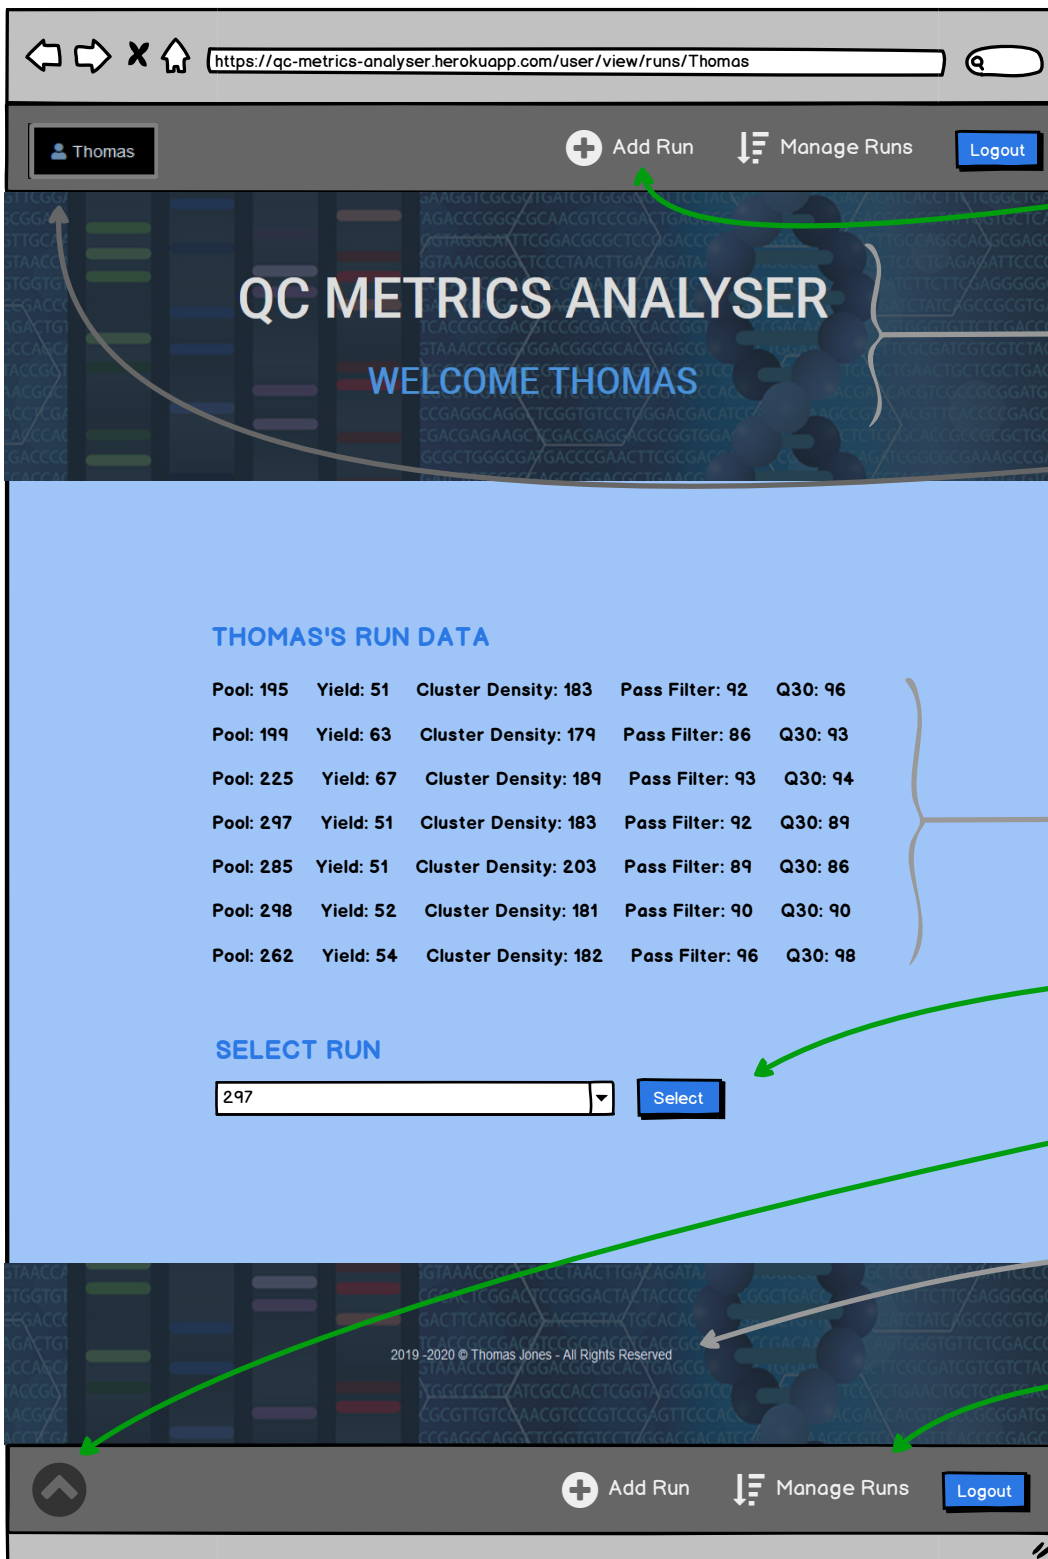 https://qc-metrics-analyser.herokuapp.com/user/view/runs/Thomas
Thomas Add Run Manage Runs Logout
QC METRICS ANALYSER
WELCOME THOMAS
THOMAS'S RUN DATA
Pool: 195 Yield: 51 Cluster Density: 183 Pass Filter: 92 Q30: 96
Pool: 199 Yield: 63 Cluster Density: 179 Pass Filter: 86 Q30: 93
Pool: 225 Yield: 67 Cluster Density: 189 Pass Filter: 93 Q30: 94
Pool: 297 Yield: 51 Cluster Density: 183 Pass Filter: 92 Q30: 89
Pool: 285 Yield: 51 Cluster Density: 203 Pass Filter: 89 Q30: 86
Pool: 298 Yield: 52 Cluster Density: 181 Pass Filter: 90 Q30: 90
Pool: 262 Yield: 54 Cluster Density: 182 Pass Filter: 96 Q30: 98
SELECT RUN
297 Select
2019 -2020 © Thomas Jones - All Rights Reserved
Add Run Manage Runs Logout